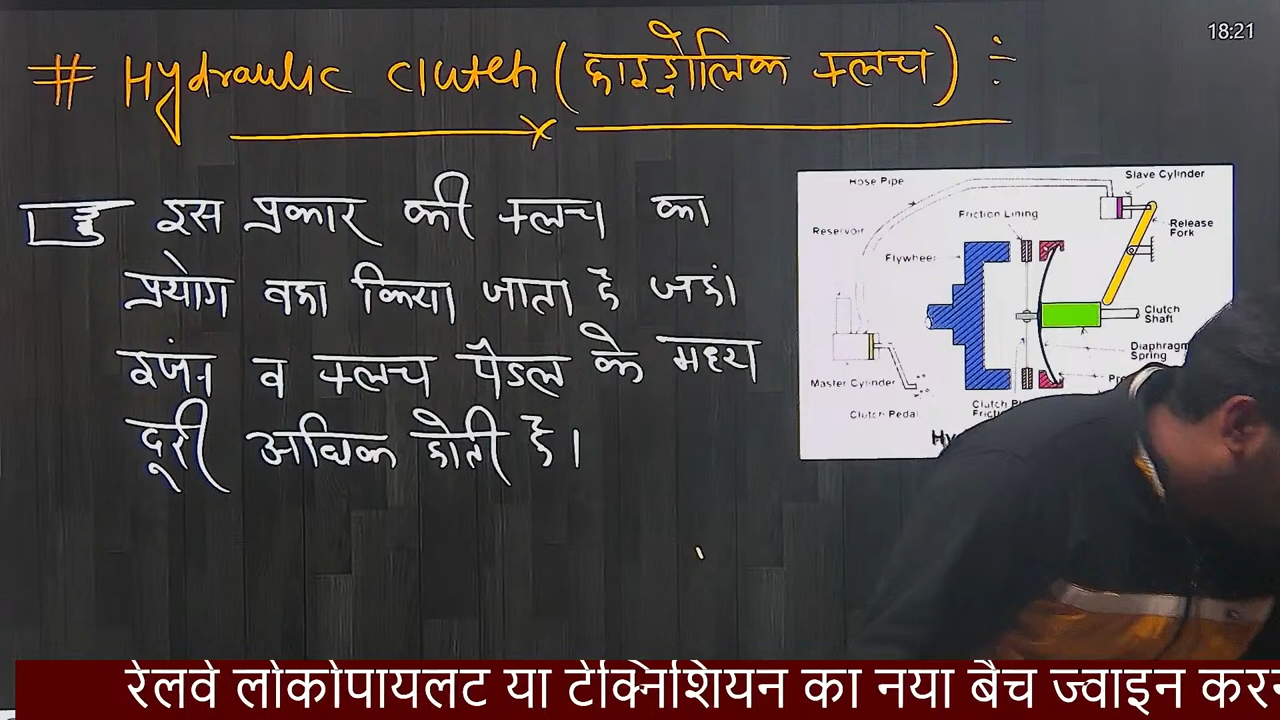 18:21
# Hydraulic clutch (हाइड्रोलिक क्लच) :
इस प्रकार की क्लच का
प्रयोग वहा किया जाता है जहां
इंजन व क्लच पैडल के मध्य
दूरी अधिक होती है।
Hose Pipe
Slave Cylinder
Friction Lining
Release
Fork
Reservoir
Flywheel
Clutch
Shaft
Diaphragm
Spring
Master Cylinder
Clutch
Clutch Pedal
रेलवे लोकोपायलट या टेक्निशियन का नया बैच ज्वाइन